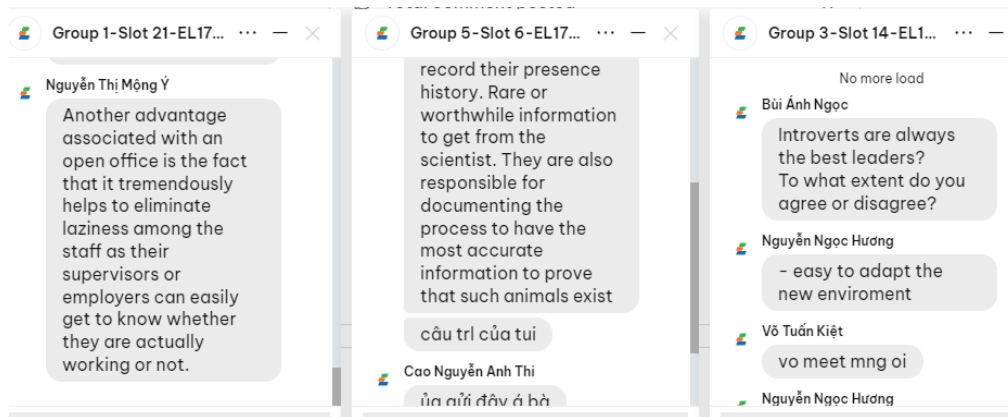 Group 1-Slot 21-EL17...
Nguyễn Thị Mộng Ý
Another advantage
associated with an
open office is the fact
that it tremendously
helps to eliminate
laziness among the
staff as their
supervisors or
employers can easily
get to know whether
they are actually
working or not.
Group 5-Slot 6-EL17...
record their presence
history. Rare or
worthwhile information
to get from the
scientist. They are also
responsible for
documenting the
process to have the
most accurate
information to prove
that such animals exist
câu trl của tui
Cao Nguyễn Anh Thi
ủa gửi đây á bà
Group 3-Slot 14-EL1...
No more load
Bùi Ánh Ngọc
Introverts are always
the best leaders?
To what extent do you
agree or disagree?
Nguyễn Ngọc Hương
- easy to adapt the
new enviroment
Võ Tuấn Kiệt
vo meet mng oi
Nguyễn Ngọc Hương